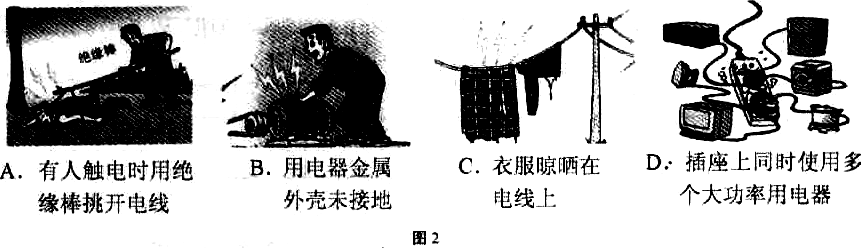 绝缘棒
A. 有人触电时用绝
缘棒挑开电线
B. 用电器金属
外壳未接地
C. 衣服晾晒在
电线上
D. 插座上同时使用多
个大功率用电器
图2